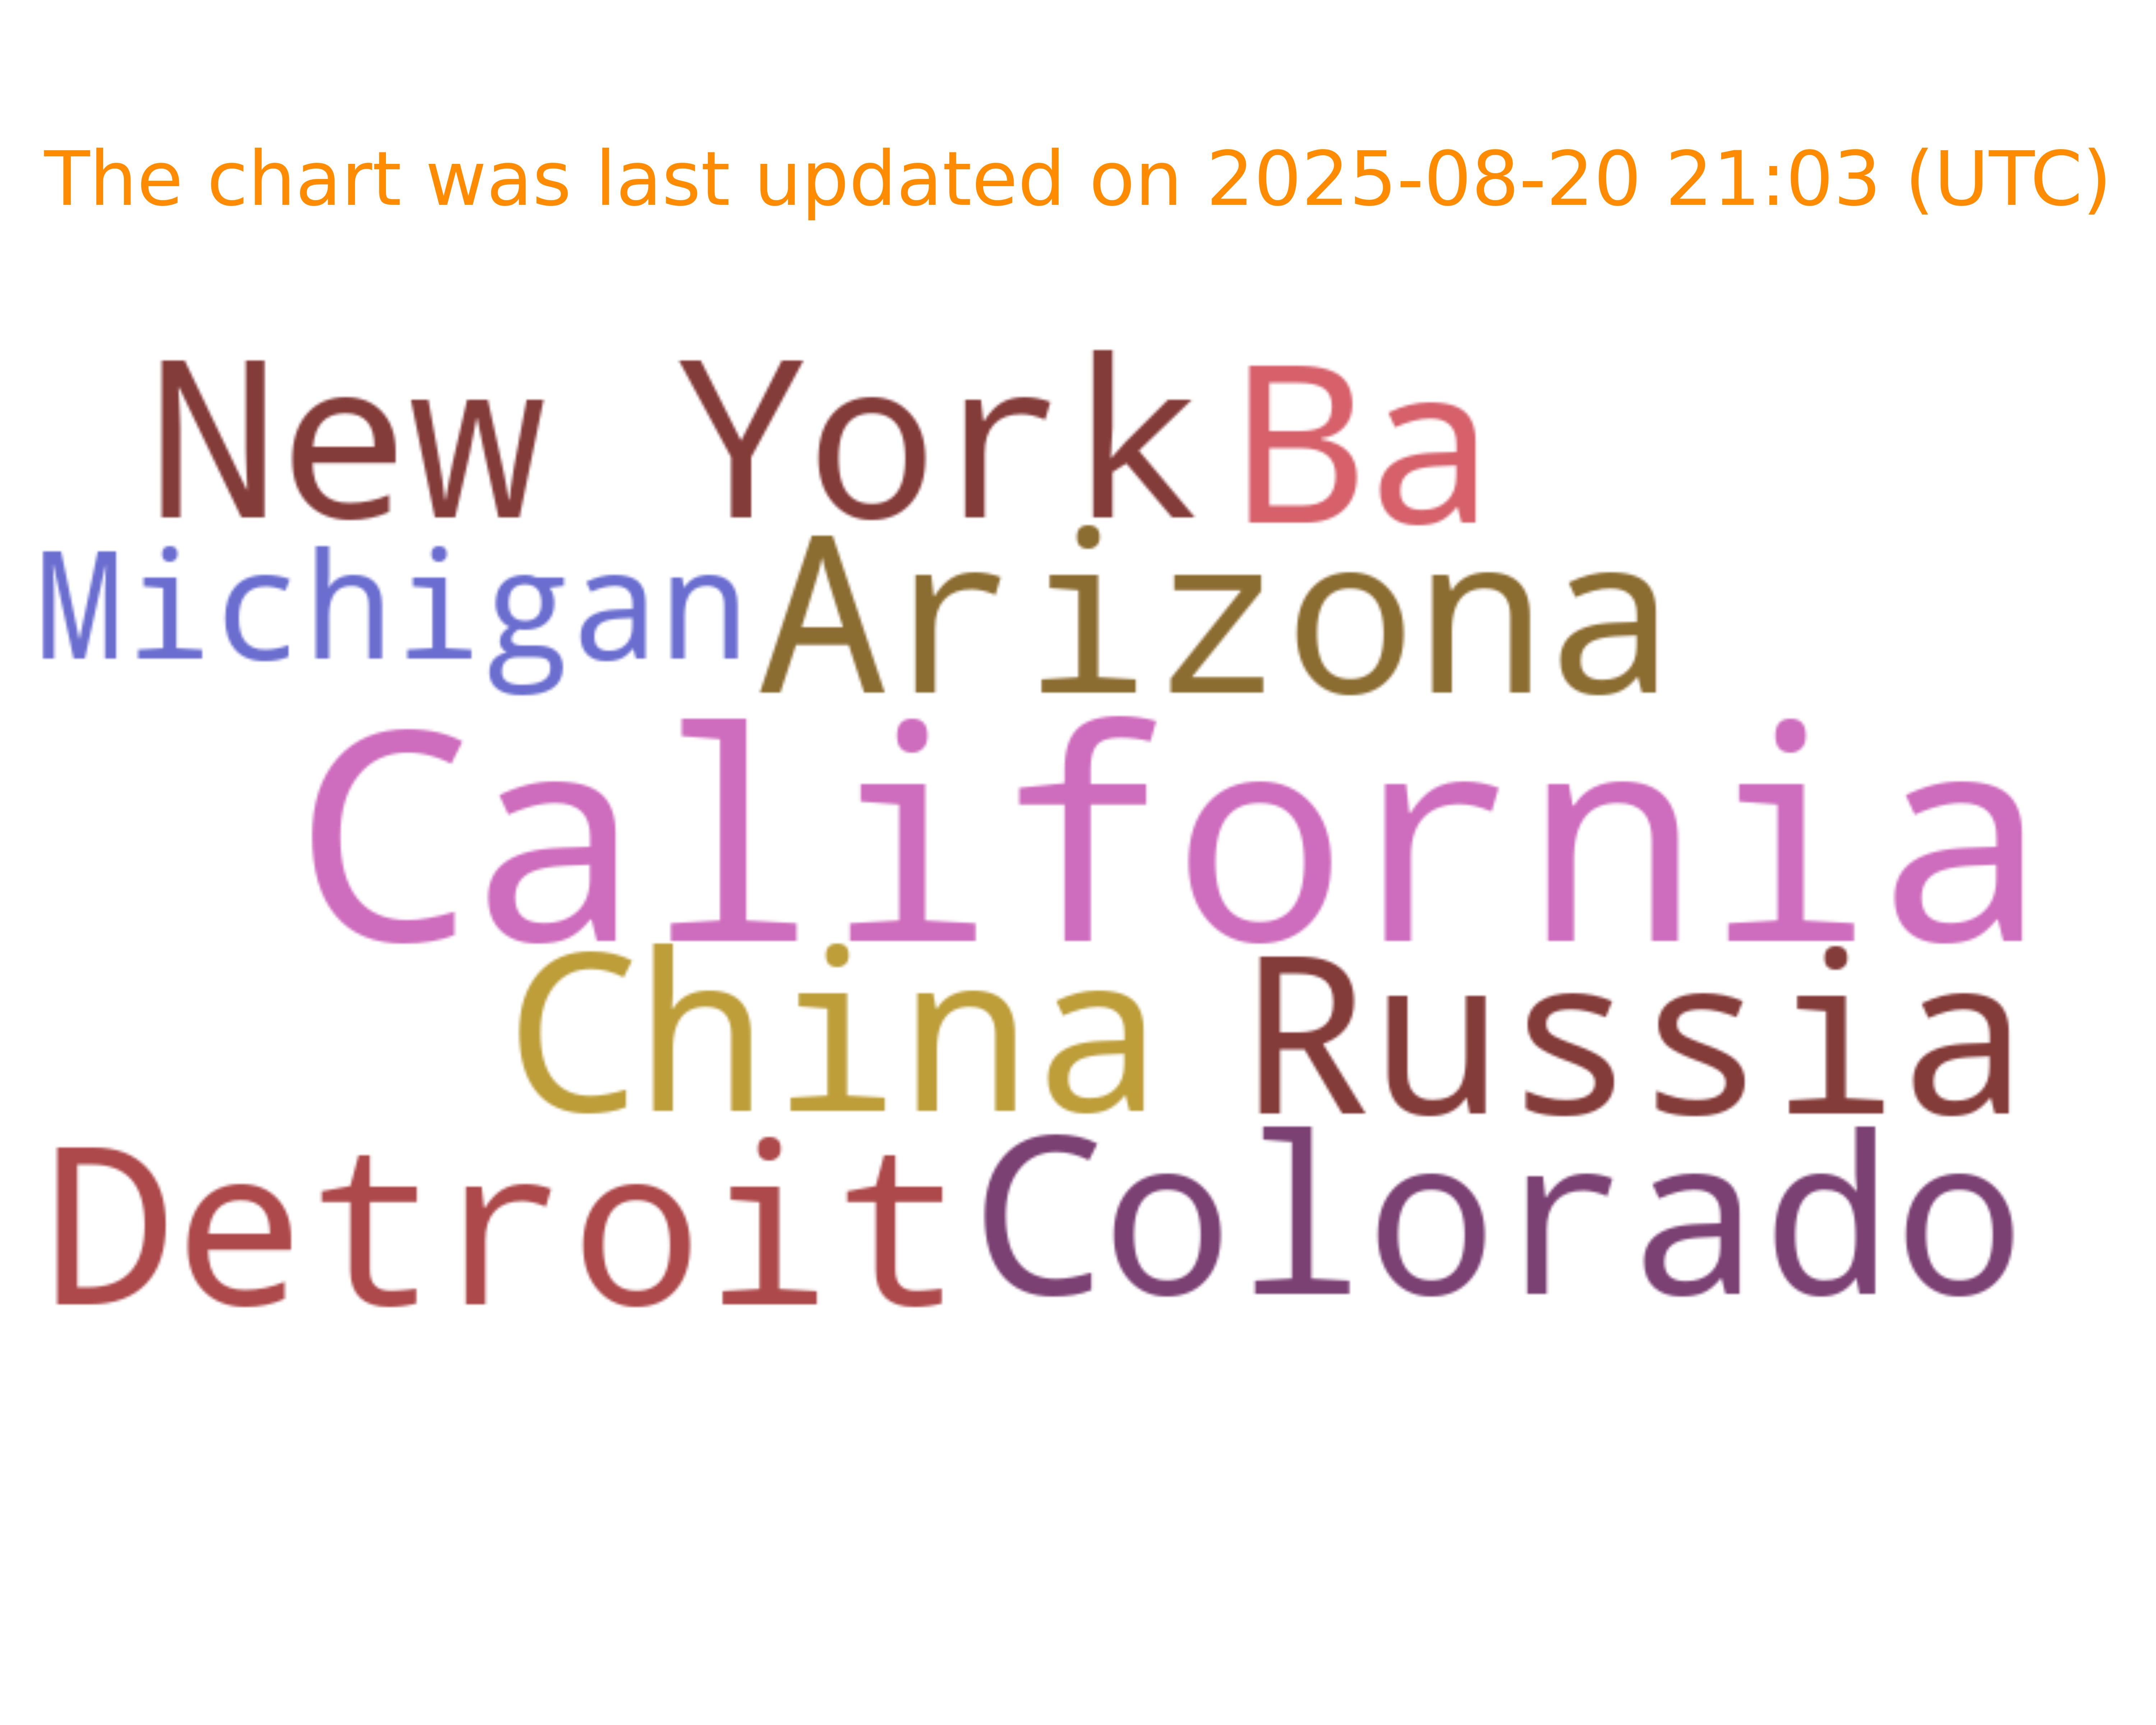 The chart was last updated on 2025-08-20 21:03 (UTC)
New York Ba
Michigan Arizona
California
China Russia
Detroit Colorado